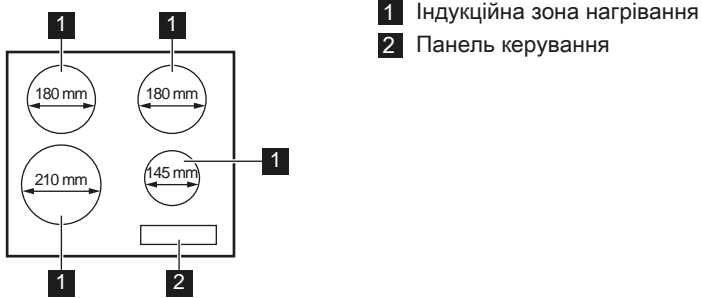 1 1
180 mm 180 mm
210 mm 145 mm 1
1 2
1 Індукційна зона нагрівання
2 Панель керування